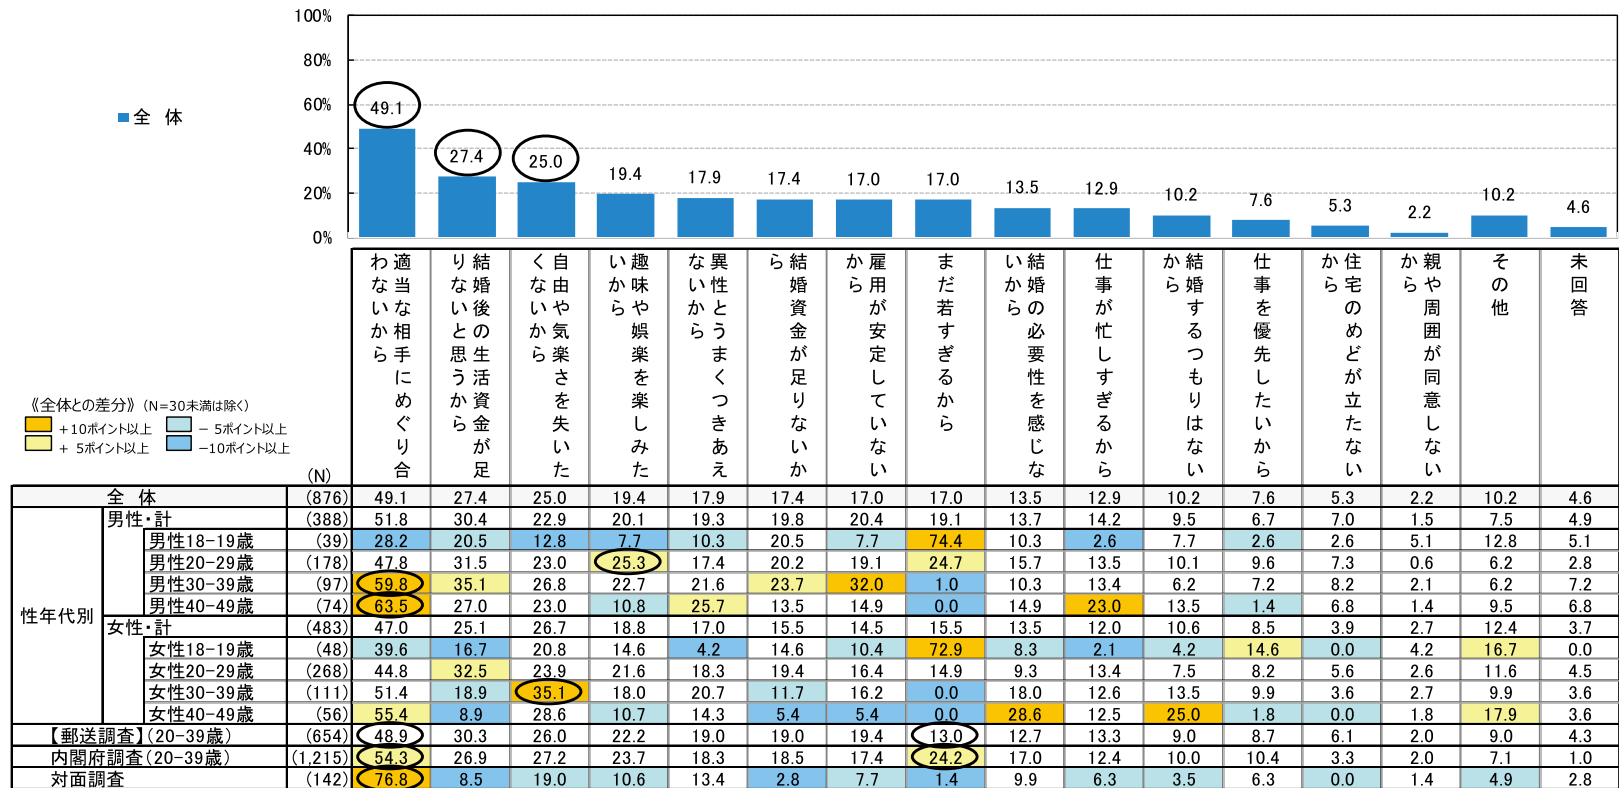 100%
80%
60%
40%
20%
0%
全 体
49.1
27.4
25.0
19.4
17.9
17.4
17.0
17.0
13.5
12.9
10.2
7.6
5.3
2.2
10.2
4.6
適当な相手にめぐり合
わないから
結婚後の生活資金が足
りないと思うから
自由や気楽さを失いた
くないから
趣味や娯楽を楽しみた
いから
異性とうまくつきあえ
ないから
結婚資金が足りないか
ら
雇用が安定していない
から
まだ若すぎるから
結婚の必要性を感じな
いから
仕事が忙しすぎるから
結婚するつもりはない
から
仕事を優先したいから
住宅のめどが立たない
から
親や周囲が同意しない
から
その他
未回答
《全体との差分》 (N=30未満は除く)
+10ポイント以上 - 5ポイント以上
+ 5ポイント以上 -10ポイント以上
(N)
全 体 (876) 49.1 27.4 25.0 19.4 17.9 17.4 17.0 17.0 13.5 12.9 10.2 7.6 5.3 2.2 10.2 4.6
性年代別
男性・計 (388) 51.8 30.4 22.9 20.1 19.3 19.8 20.4 19.1 13.7 14.2 9.5 6.7 7.0 1.5 7.5 4.9
男性18-19歳 (39) 28.2 20.5 12.8 7.7 10.3 20.5 7.7 74.4 10.3 2.6 7.7 2.6 2.6 5.1 12.8 5.1
男性20-29歳 (178) 47.8 31.5 23.0 25.3 17.4 20.2 19.1 24.7 15.7 13.5 10.1 9.6 7.3 0.6 6.2 2.8
男性30-39歳 (97) 59.8 35.1 26.8 22.7 21.6 23.7 32.0 1.0 10.3 13.4 6.2 7.2 8.2 2.1 6.2 7.2
男性40-49歳 (74) 63.5 27.0 23.0 10.8 25.7 13.5 14.9 0.0 14.9 23.0 13.5 1.4 6.8 1.4 9.5 6.8
女性・計 (483) 47.0 25.1 26.7 18.8 17.0 15.5 14.5 15.5 13.5 12.0 10.6 8.5 3.9 2.7 12.4 3.7
女性18-19歳 (48) 39.6 16.7 20.8 14.6 4.2 14.6 10.4 72.9 8.3 2.1 4.2 14.6 0.0 4.2 16.7 0.0
女性20-29歳 (268) 44.8 32.5 23.9 21.6 18.3 19.4 16.4 14.9 9.3 13.4 7.5 8.2 5.6 2.6 11.6 4.5
女性30-39歳 (111) 51.4 18.9 35.1 18.0 20.7 11.7 16.2 0.0 18.0 12.6 13.5 9.9 3.6 2.7 9.9 3.6
女性40-49歳 (56) 55.4 8.9 28.6 10.7 14.3 5.4 5.4 0.0 28.6 12.5 25.0 1.8 0.0 1.8 17.9 3.6
【郵送調査】(20-39歳) (654) 48.9 30.3 26.0 22.2 19.0 19.0 19.4 13.0 12.7 13.3 9.0 8.7 6.1 2.0 9.0 4.3
内閣府調査(20-39歳) (1,215) 54.3 26.9 27.2 23.7 18.3 18.5 17.4 24.2 17.0 12.4 10.0 10.4 3.3 2.0 7.1 1.0
対面調査 (142) 76.8 8.5 19.0 10.6 13.4 2.8 7.7 1.4 9.9 6.3 3.5 6.3 0.0 1.4 4.9 2.8